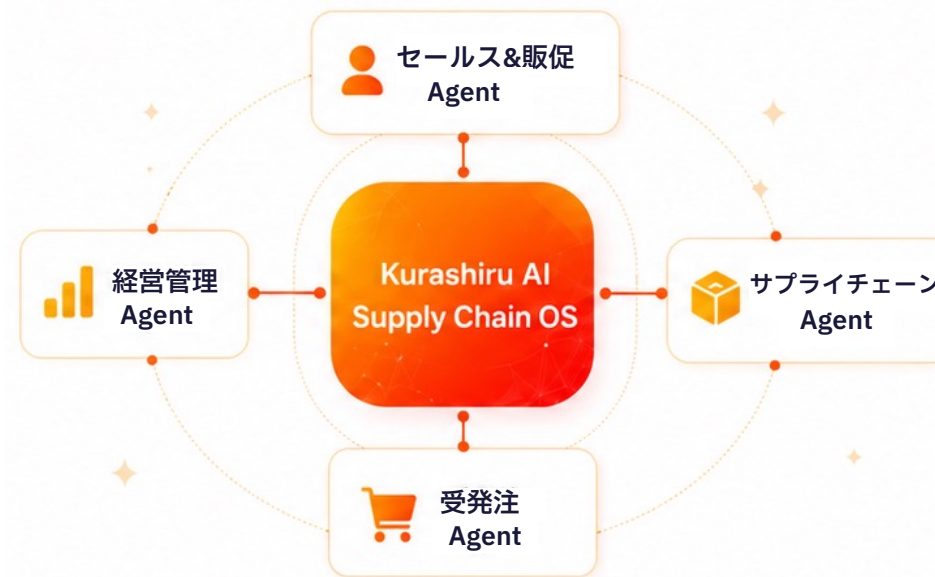 セールス&販促
Agent
経営管理
Agent
Kurashiru AI
Supply Chain OS
サプライチェーン
Agent
受発注
Agent